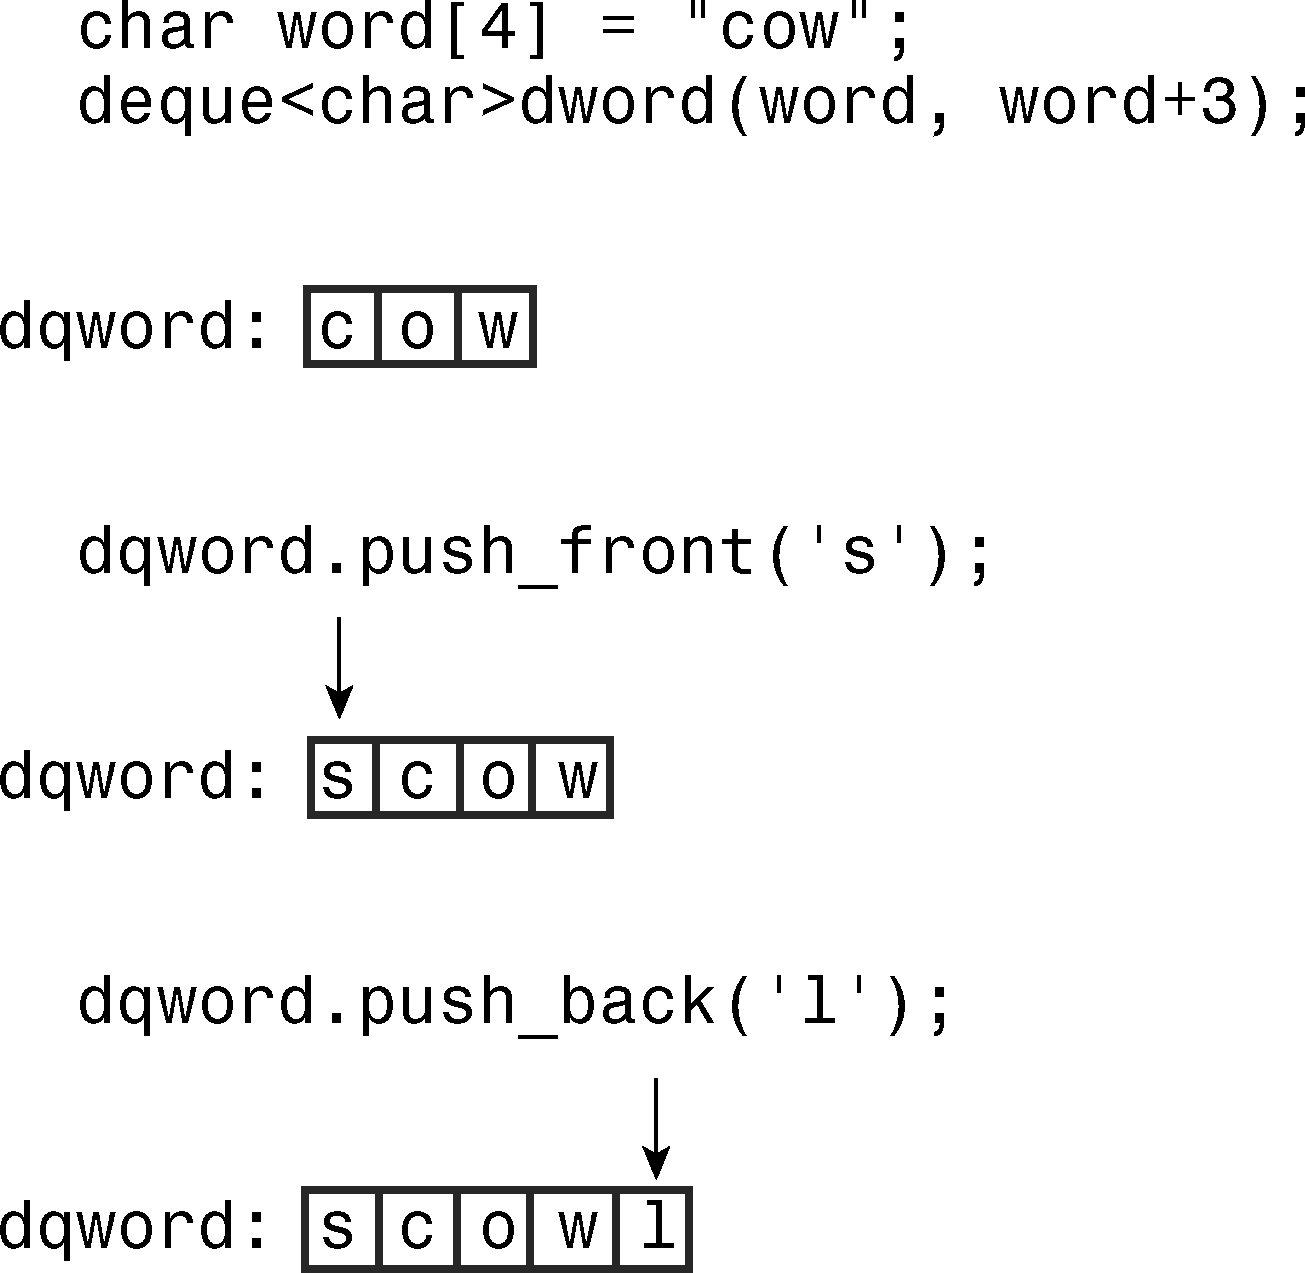 char word[4] = "cow";
deque<char>dword(word, word+3);
dqword: c o w
dqword.push_front('s');
dqword: s c o w
dqword.push_back('l');
dqword: s c o w l